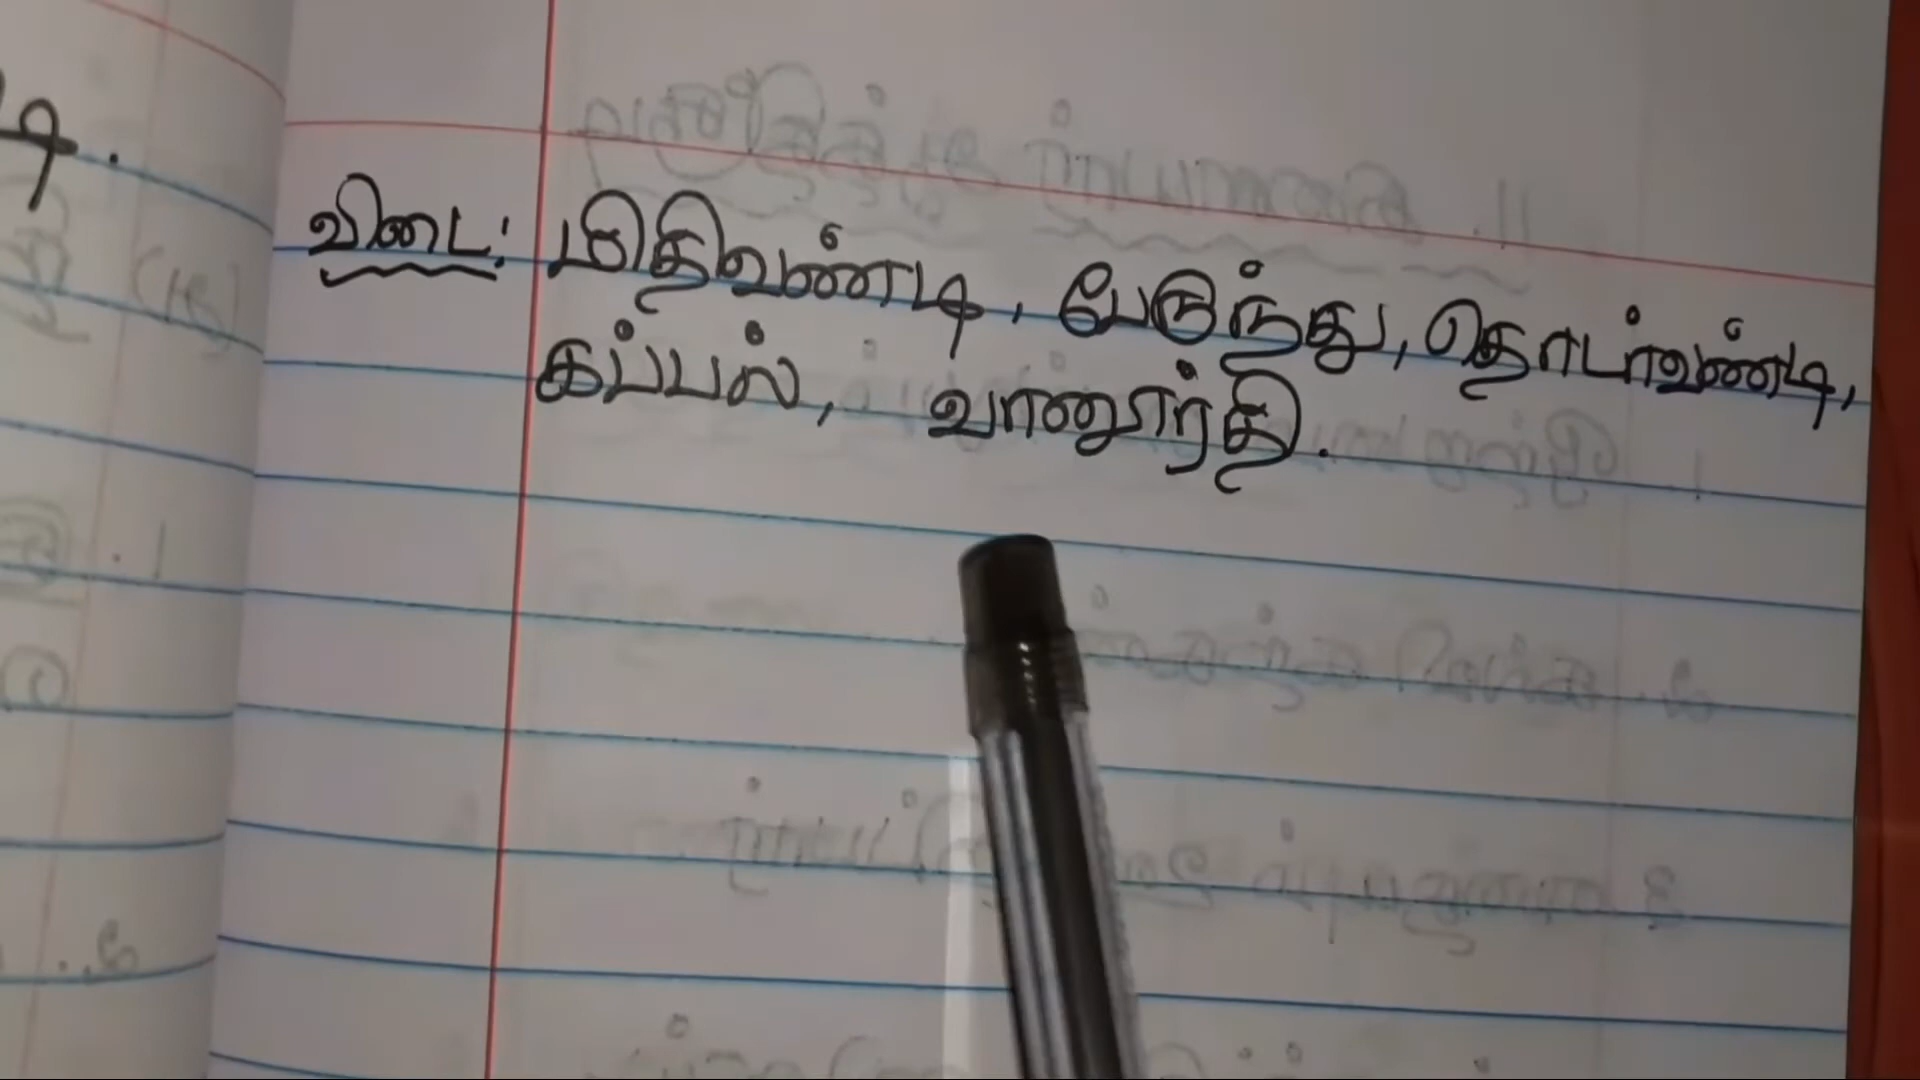 விடை: மிதிவண்டி, பேருந்து, தொடர்வண்டி,
கப்பல், வானூர்தி.